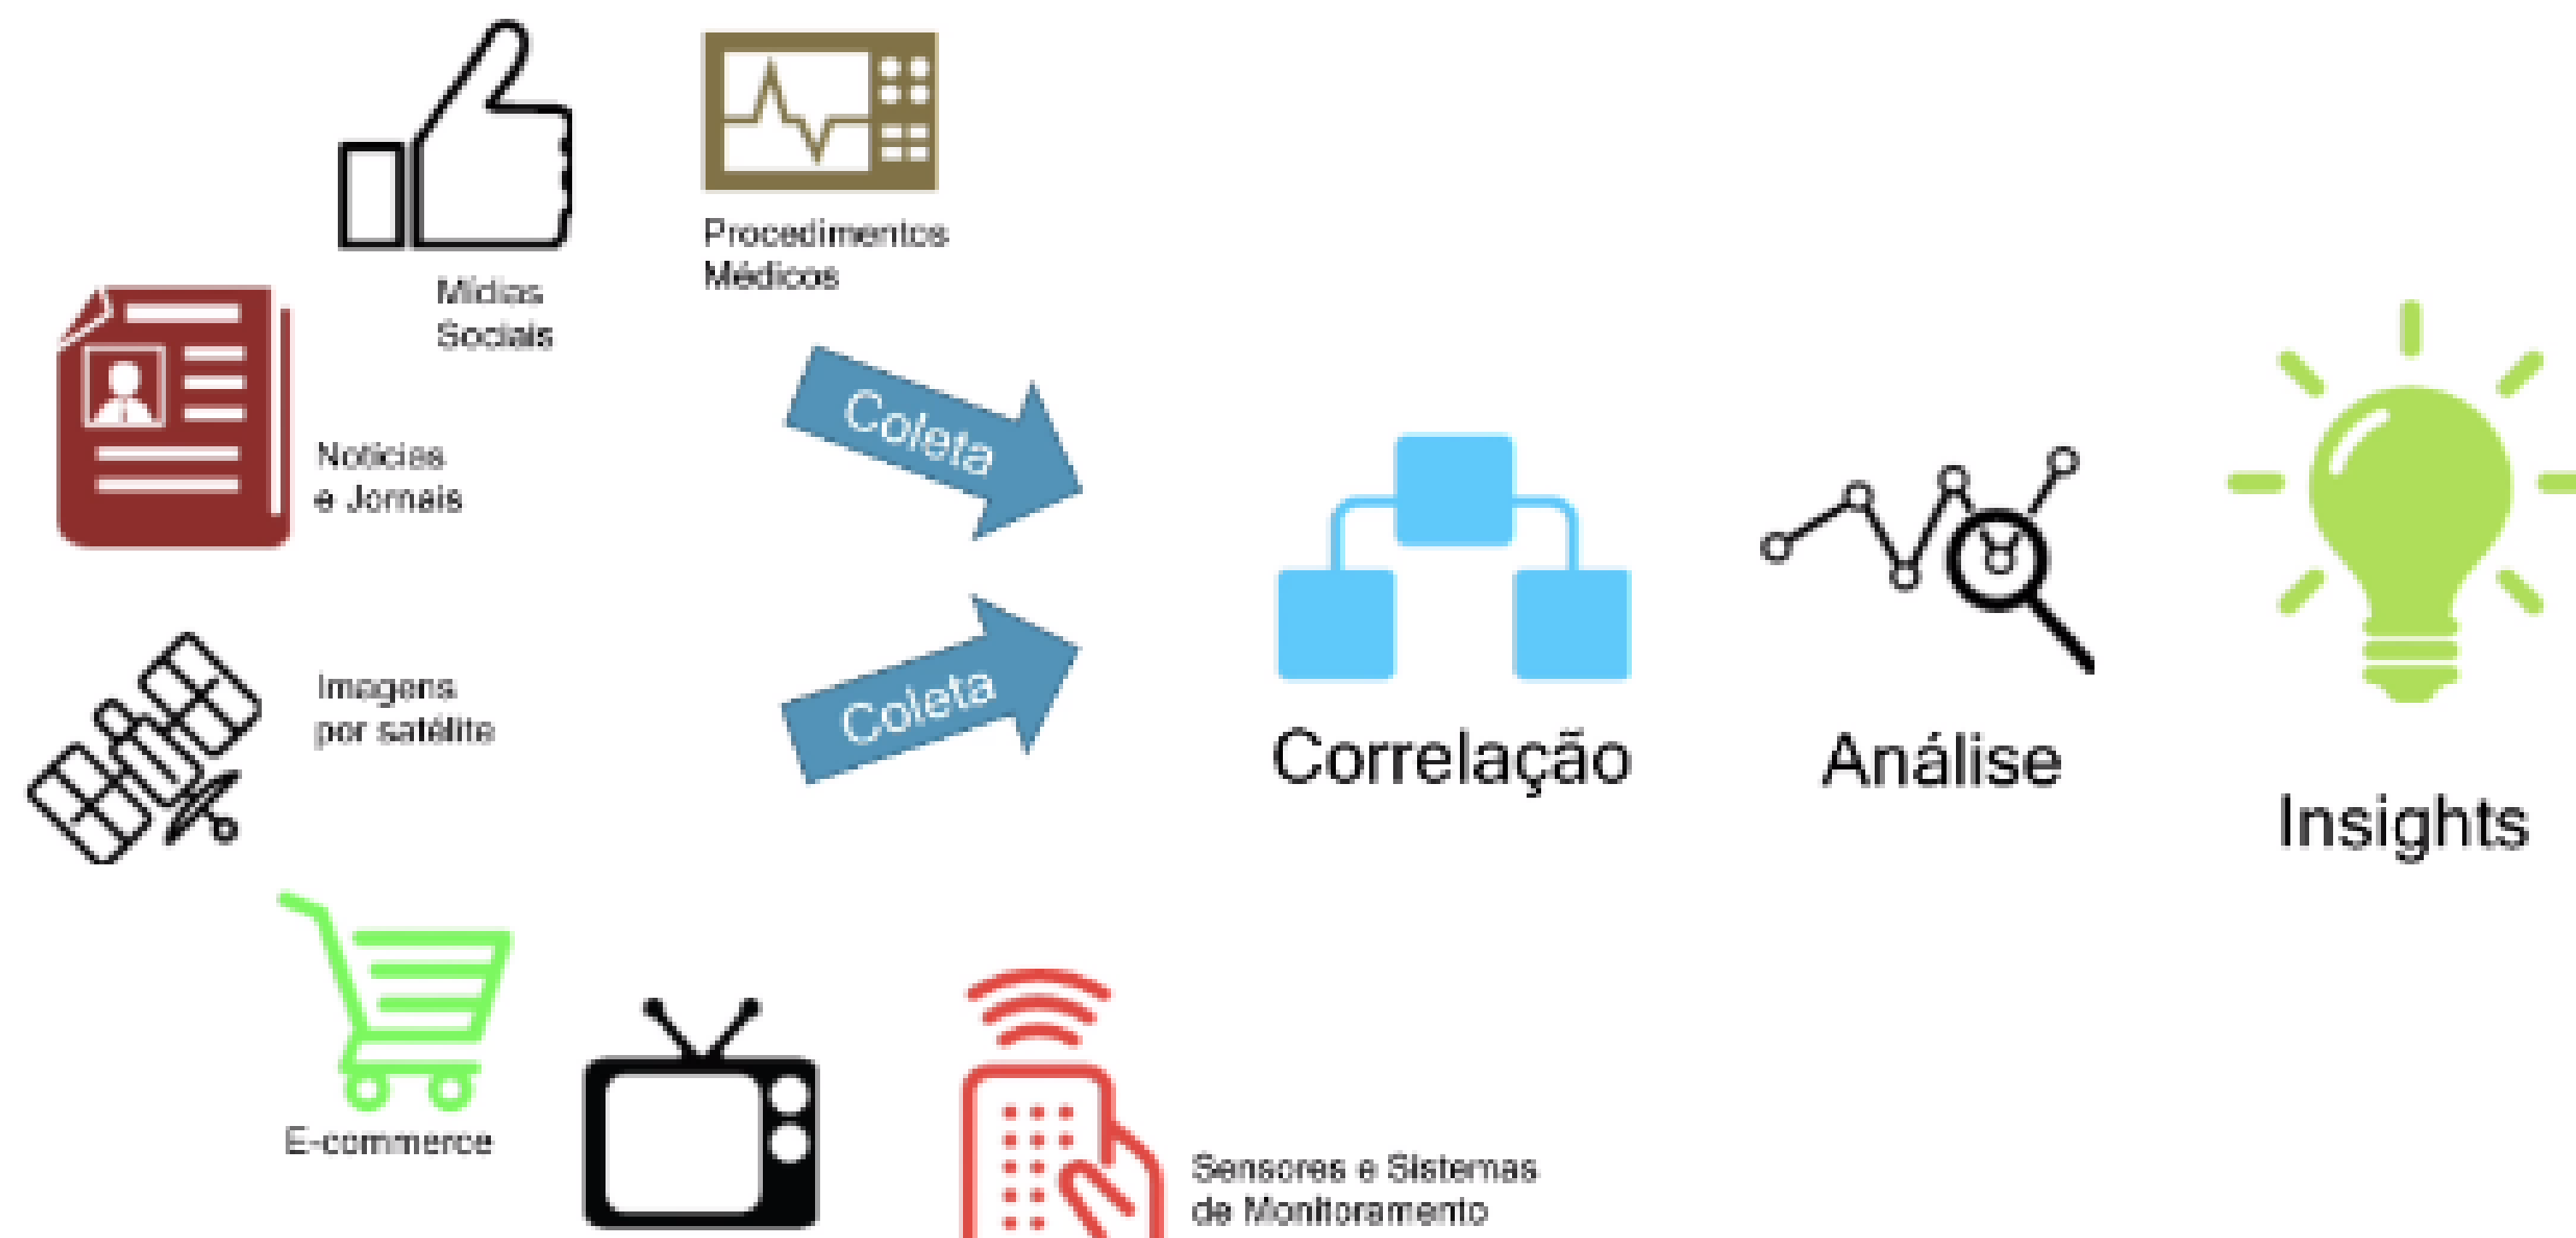 Procedimentos
Médicos
Mídias
Sociais
Notícias
e Jornais
Coleta
Imagens
por satélite
Coleta
Correlação
Análise
Insights
E-commerce
Sensores e Sistemas
de Monitoramento